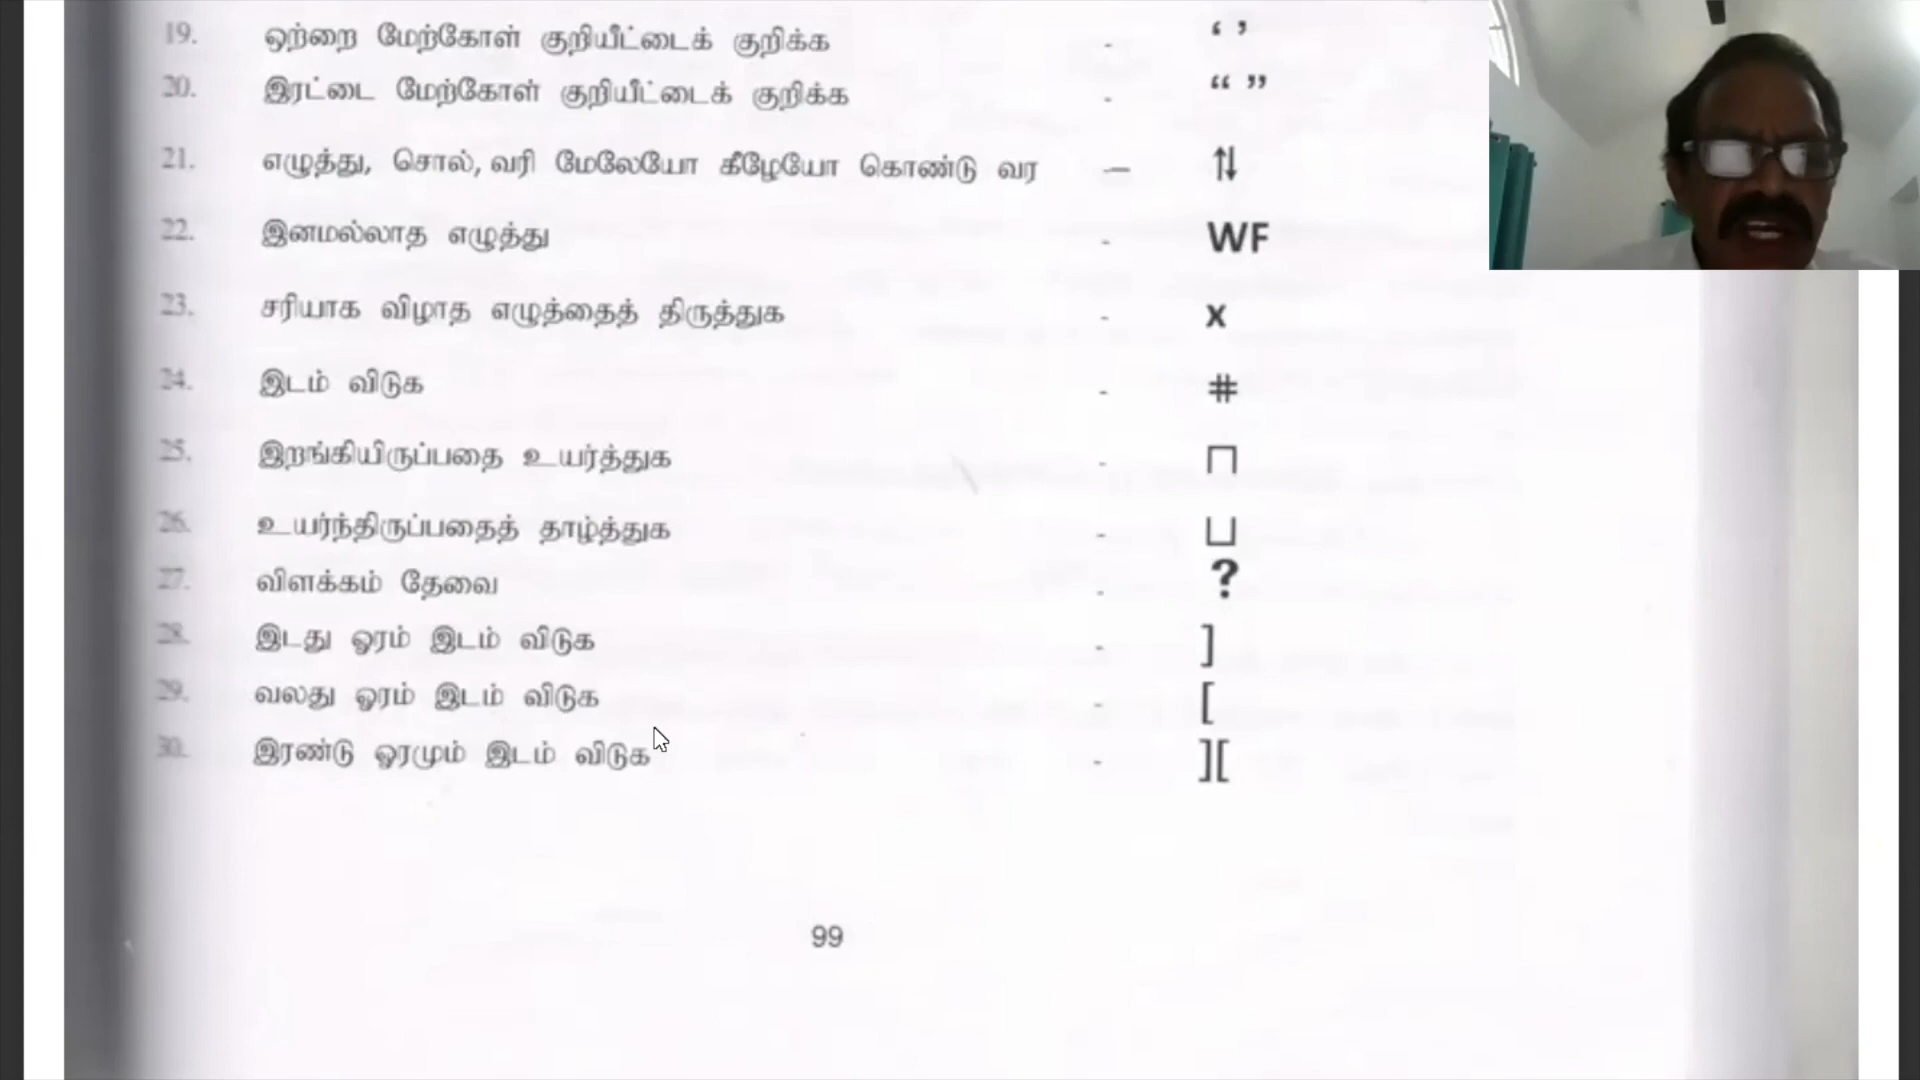 19. ஒற்றை மேற்கோள் குறியீட்டைக் குறிக்க - ‘ ’
20. இரட்டை மேற்கோள் குறியீட்டைக் குறிக்க - “ ”
21. எழுத்து, சொல், வரி மேலேயோ கீழேயோ கொண்டு வர — ⇅
22. இனமல்லாத எழுத்து - WF
23. சரியாக விழாத எழுத்தைத் திருத்துக - x
24. இடம் விடுக - #
25. இறங்கியிருப்பதை உயர்த்துக - ⊓
26. உயர்ந்திருப்பதைத் தாழ்த்துக - ⊔
27. விளக்கம் தேவை - ?
28. இடது ஓரம் இடம் விடுக - ]
29. வலது ஓரம் இடம் விடுக - [
30. இரண்டு ஓரமும் இடம் விடுக - ][
99